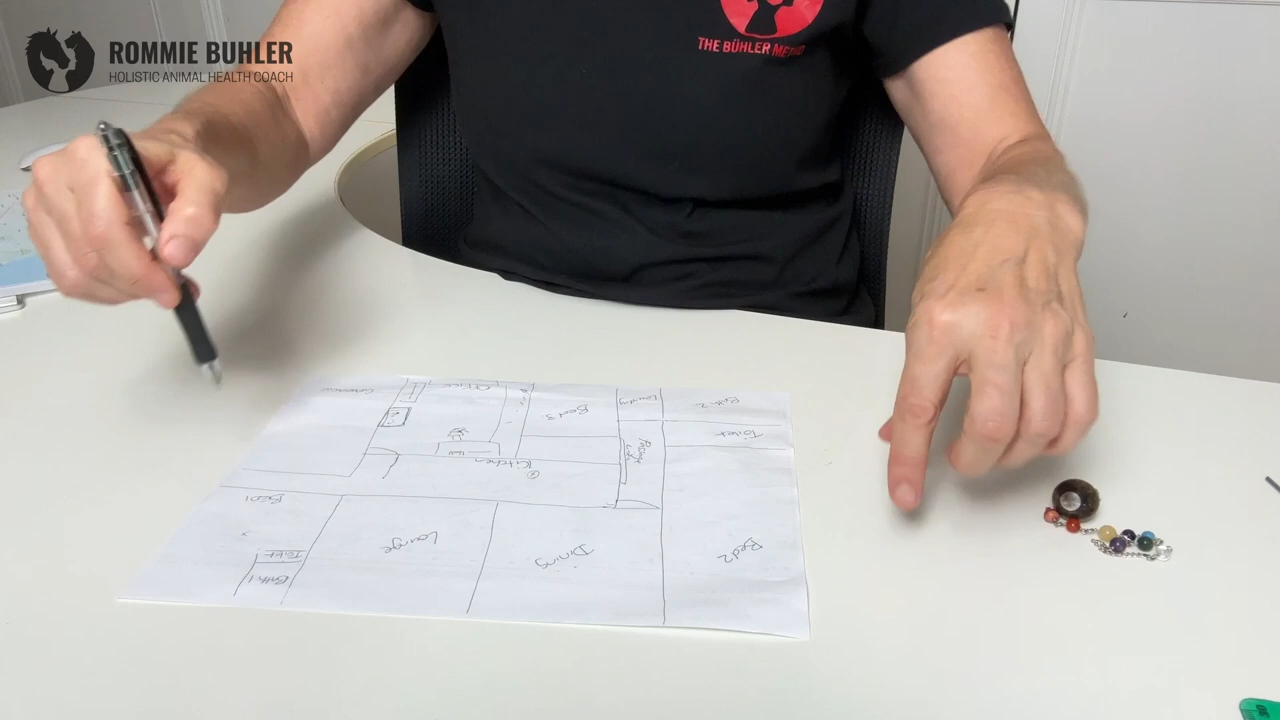 ROMMIE BUHLER
HOLISTIC ANIMAL HEALTH COACH
THE BÜHLER METHOD
Office
Bed 3
Laundry
Bath 2
Toilet
Kitchen
BED 1
Toilet
Bath 1
Lounge
Dining
Bed 2